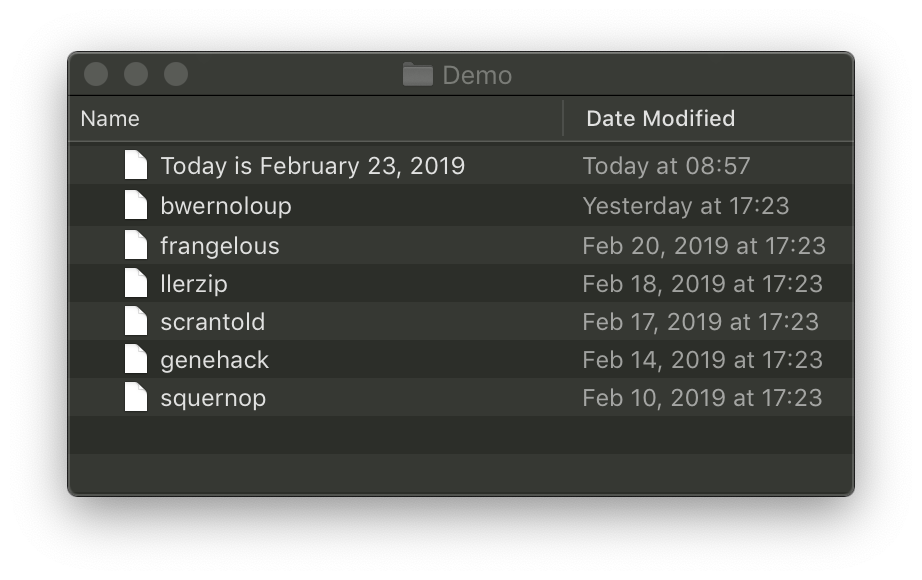 Demo
Name Date Modified
Today is February 23, 2019 Today at 08:57
bwernoloup Yesterday at 17:23
frangelous Feb 20, 2019 at 17:23
llerzip Feb 18, 2019 at 17:23
scrantold Feb 17, 2019 at 17:23
genehack Feb 14, 2019 at 17:23
squernop Feb 10, 2019 at 17:23